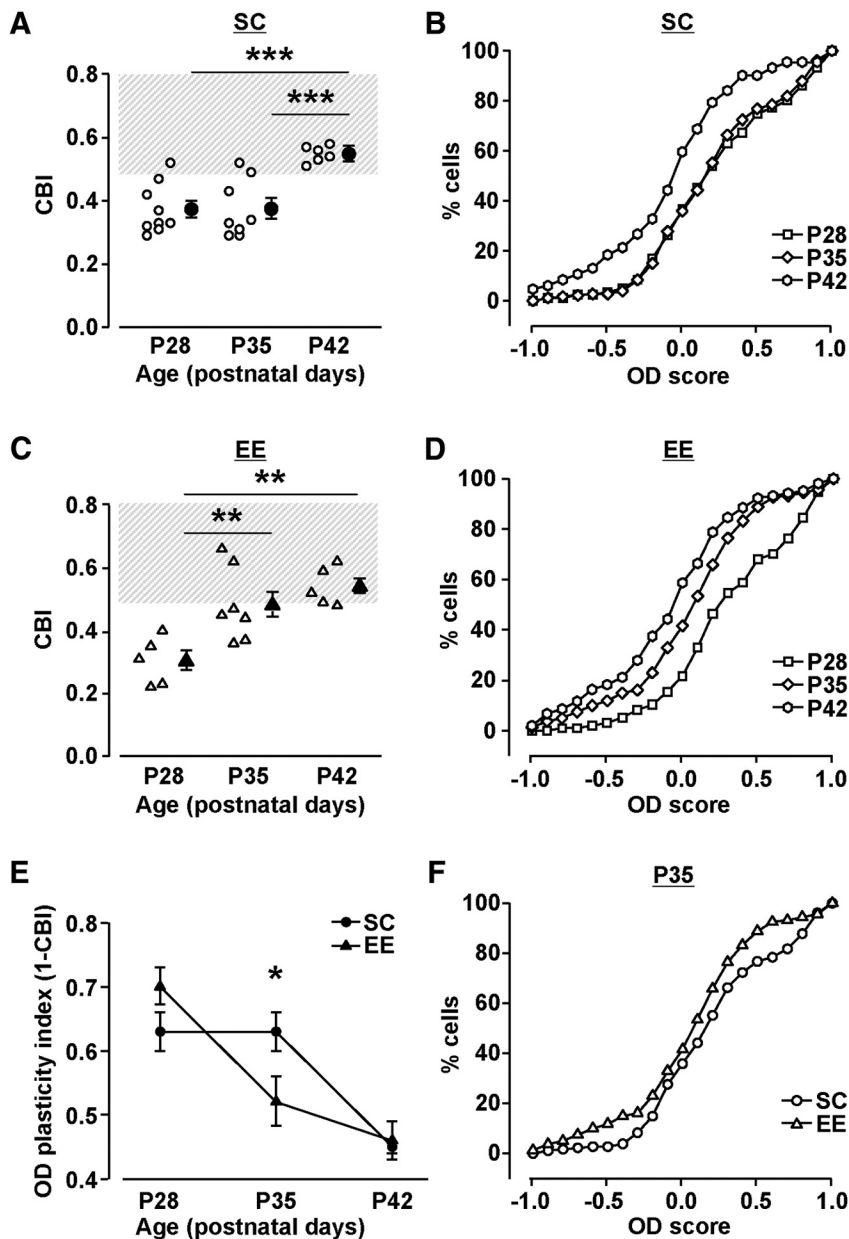 A
SC
***
***
0.8
0.6
0.4
0.2
0.0
CBI
P28 P35 P42
Age (postnatal days)
B
SC
100
80
60
40
20
0
% cells
P28
P35
P42
-1.0 -0.5 0.0 0.5 1.0
OD score
C
EE
**
**
0.8
0.6
0.4
0.2
0.0
CBI
P28 P35 P42
Age (postnatal days)
D
EE
100
80
60
40
20
0
% cells
P28
P35
P42
-1.0 -0.5 0.0 0.5 1.0
OD score
E
0.8
0.7
0.6
0.5
0.4
OD plasticity index (1-CBI)
SC
EE
*
P28 P35 P42
Age (postnatal days)
F
P35
100
80
60
40
20
0
% cells
SC
EE
-1.0 -0.5 0.0 0.5 1.0
OD score